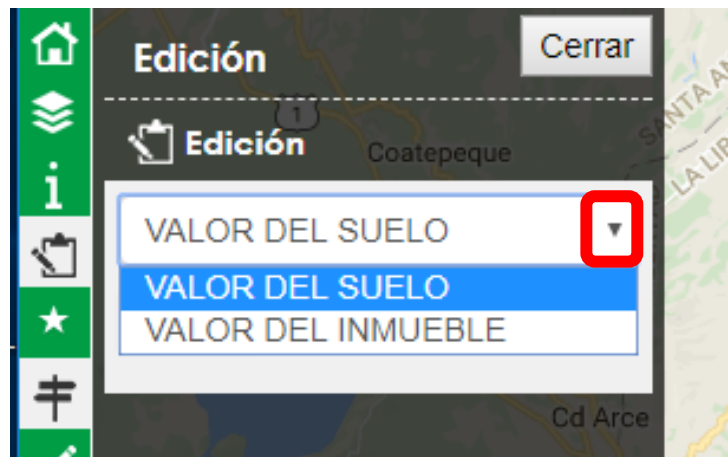 Edición
Cerrar
1
Edición
Coatepeque
SANTA AN
LA LIB
VALOR DEL SUELO
VALOR DEL SUELO
VALOR DEL INMUEBLE
Cd Arce